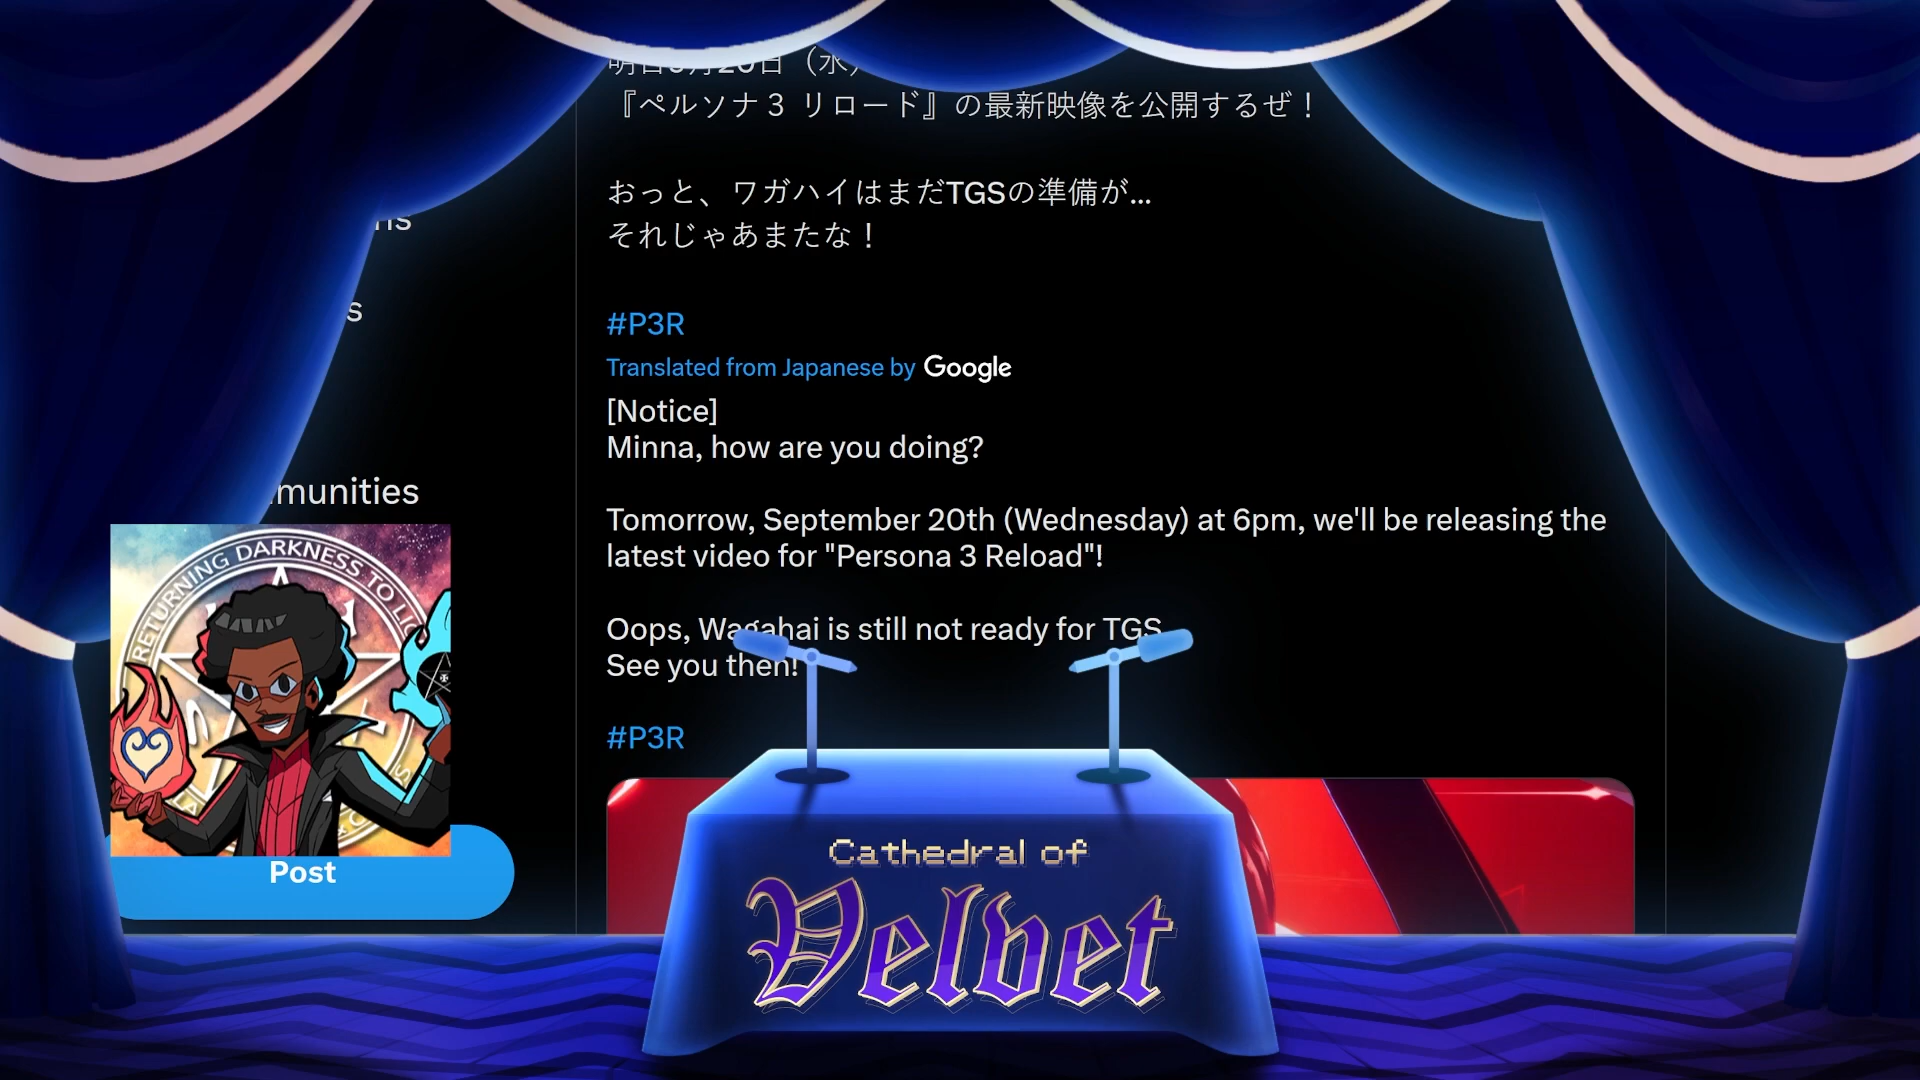 『ペルソナ３ リロード』の最新映像を公開するぜ！
おっと、ワガハイはまだTGSの準備が…
それじゃあまたな！
#P3R
Translated from Japanese by Google
[Notice]
Minna, how are you doing?
Tomorrow, September 20th (Wednesday) at 6pm, we'll be releasing the
latest video for "Persona 3 Reload"!
Oops, Wagahai is still not ready for TGS
See you then!
#P3R
munities
RETURNING DARKNESS TO
Post
Cathedral of
Velvet